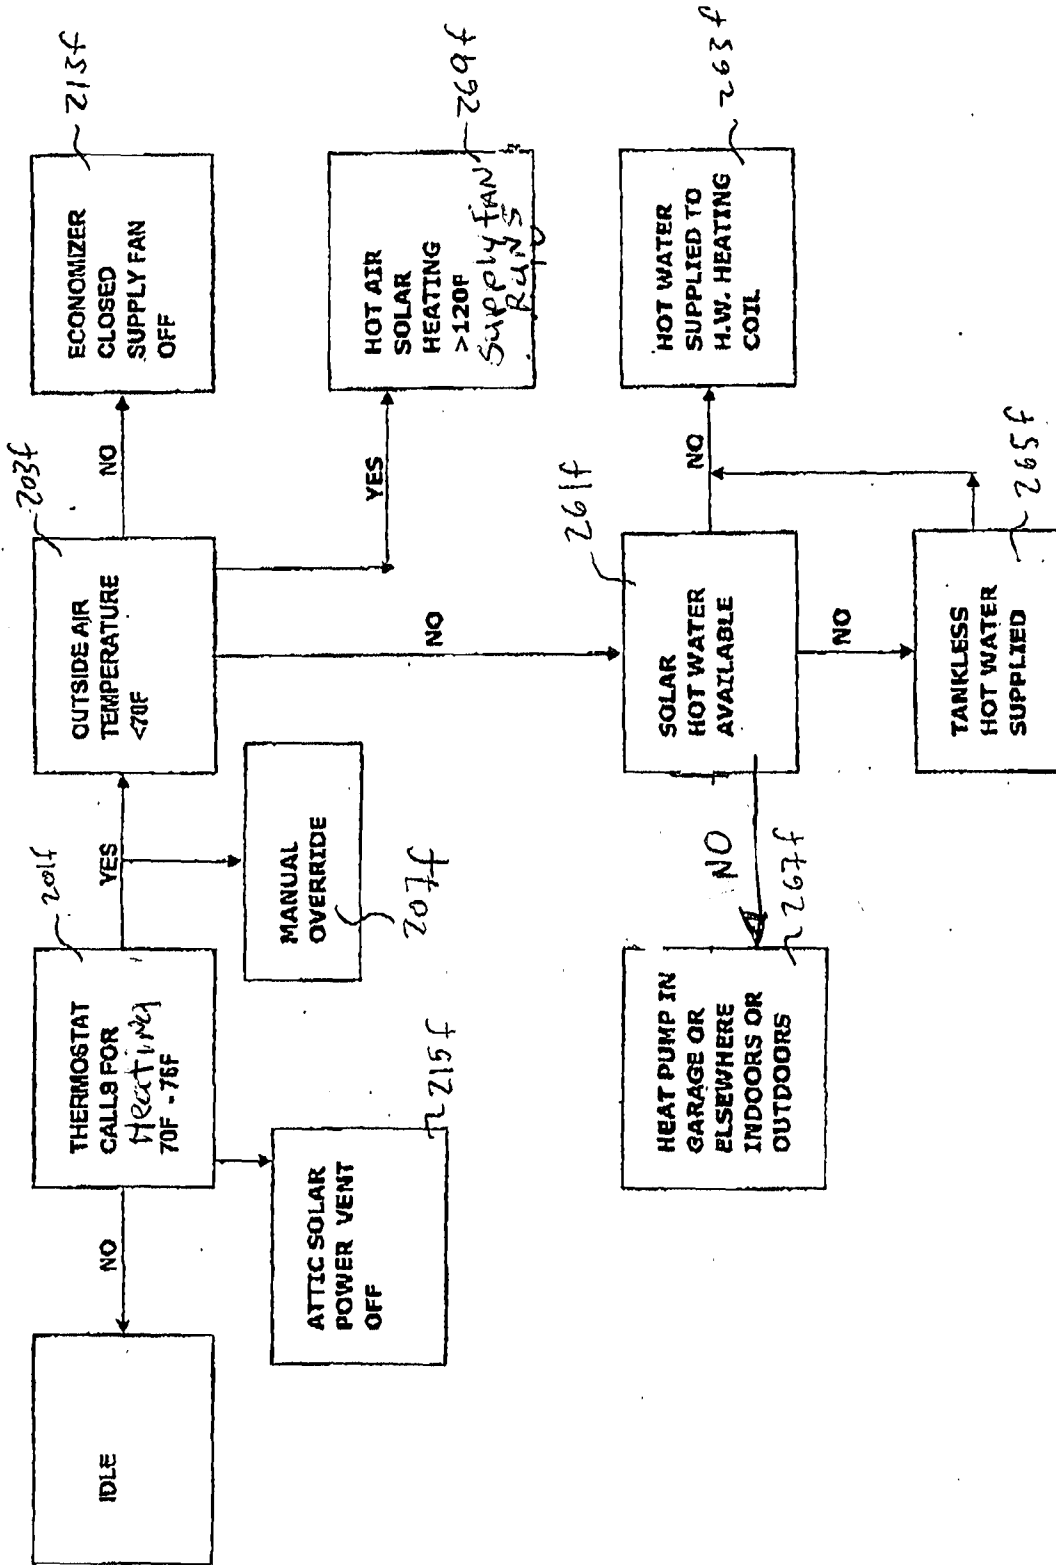 IDLE
NO
THERMOSTAT
CALLS FOR
Heating
70F - 76F
201f
YES
OUTSIDE AIR
TEMPERATURE
<70F
203f
NO
ECONOMIZER
CLOSED
SUPPLY FAN
OFF
213f
ATTIC SOLAR
POWER VENT
OFF
215f
MANUAL
OVERRIDE
207f
YES
HOT AIR
SOLAR
HEATING
>120F
Supply FAN
RUNS
269f
NO
HEAT PUMP IN
GARAGE OR
ELSEWHERE
INDOORS OR
OUTDOORS
267f
NO
SOLAR
HOT WATER
AVAILABLE
261f
NO
HOT WATER
SUPPLIED TO
H.W. HEATING
COIL
263f
NO
TANKLESS
HOT WATER
SUPPLIED
265f